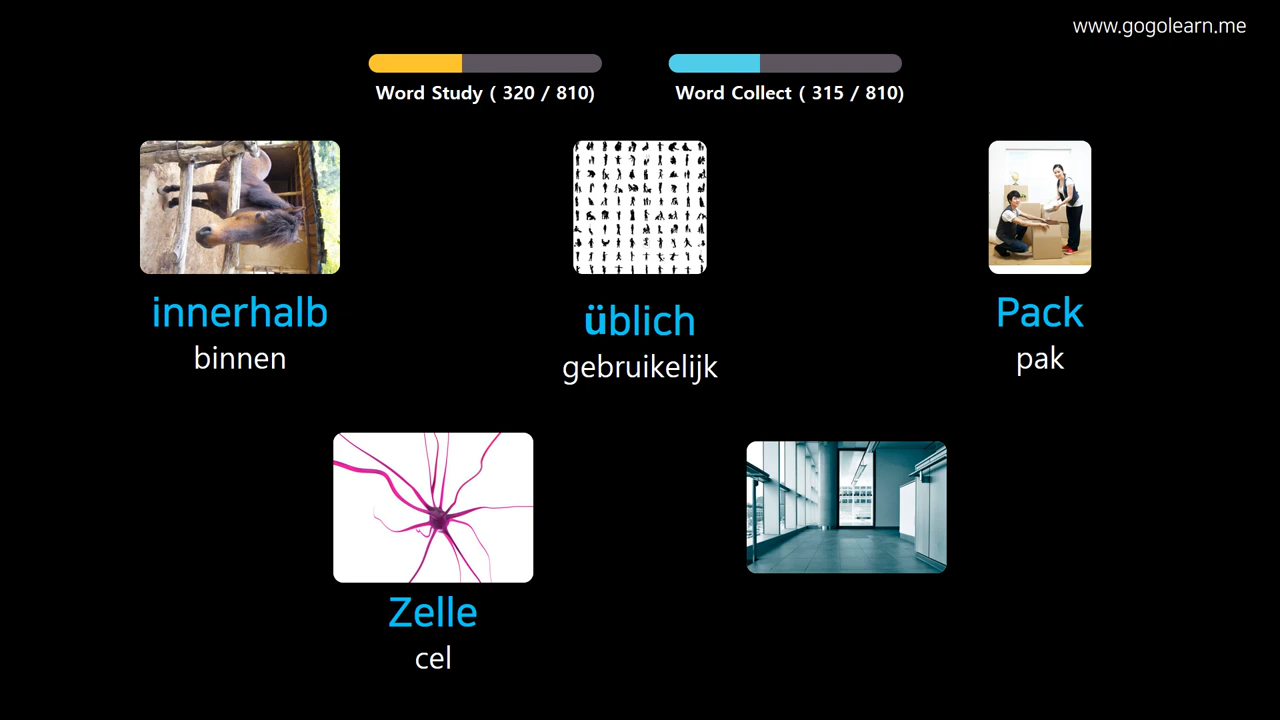 www.gogolearn.me
Word Study ( 320 / 810)
Word Collect ( 315 / 810)
innerhalb
binnen
üblich
gebruikelijk
Pack
pak
Zelle
cel